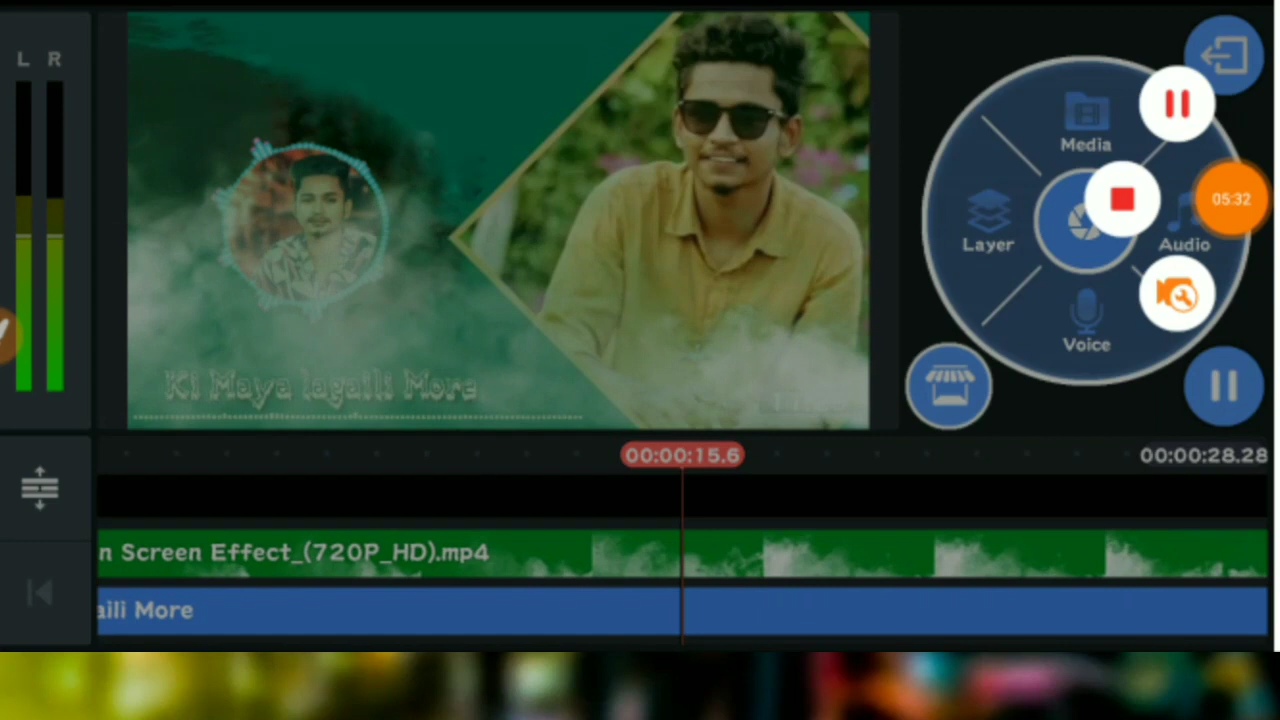 L R
Media
05:32
Layer
Audio
Voice
Ki Maya lagaili More
00:00:15.6
00:00:28.28
n Screen Effect_(720P_HD).mp4
aili More